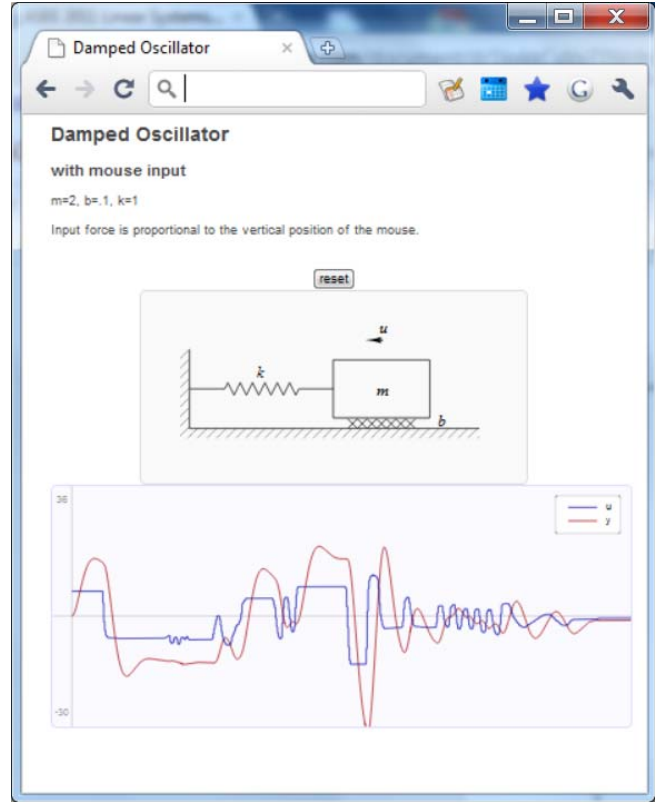 Damped Oscillator
Damped Oscillator
with mouse input
m=2, b=.1, k=1
Input force is proportional to the vertical position of the mouse.
reset
u
k
m
b
36
u
y